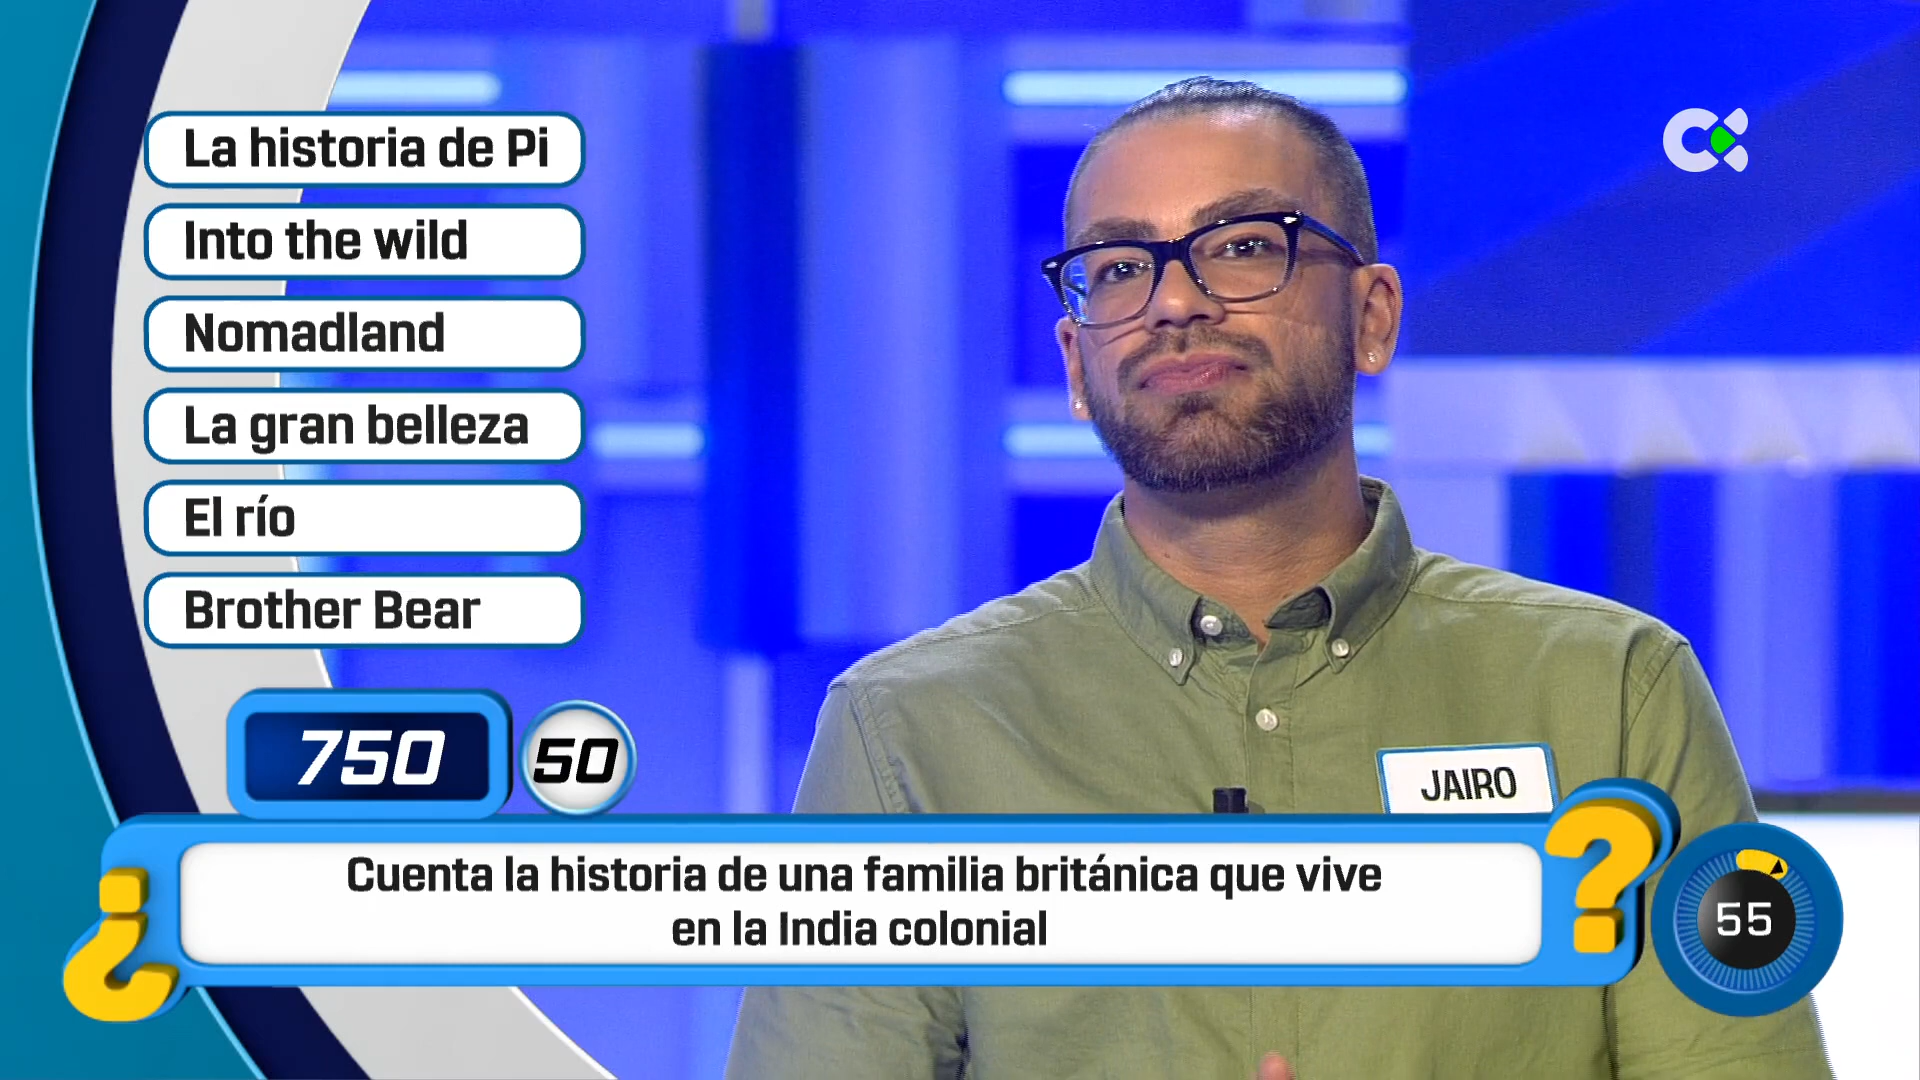 La historia de Pi
Into the wild
Nomadland
La gran belleza
El río
Brother Bear
750
50
JAIRO
Cuenta la historia de una familia británica que vive
en la India colonial
55